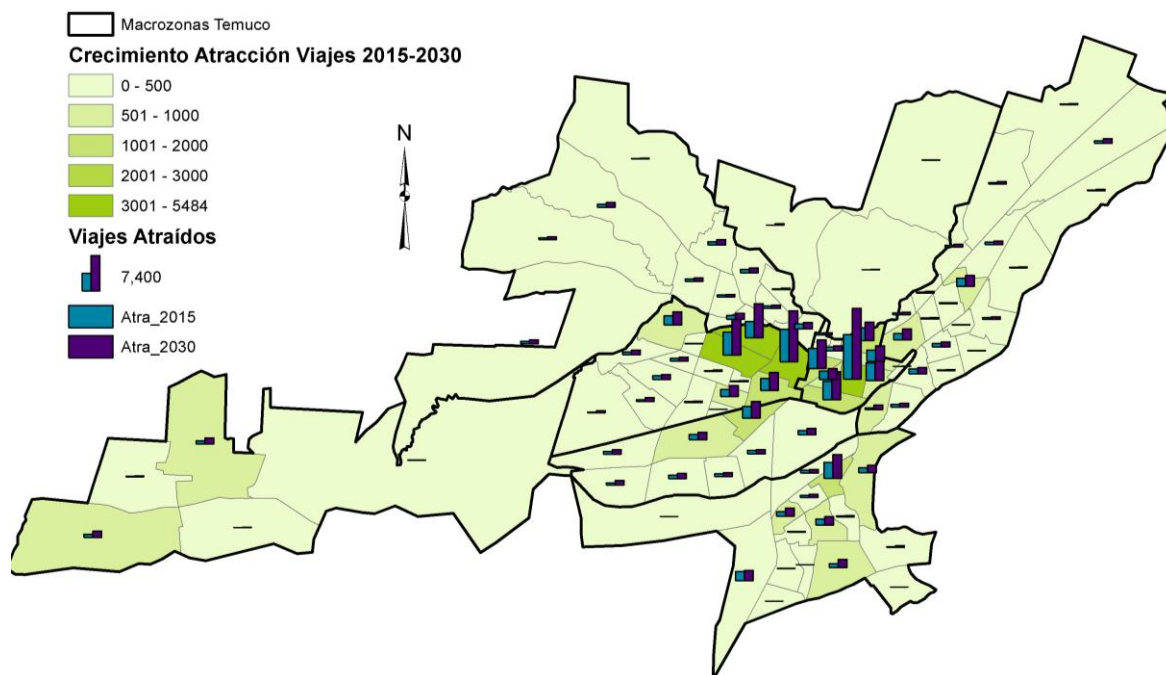 Macrozonas Temuco
Crecimiento Atracción Viajes 2015-2030
0 - 500
501 - 1000
1001 - 2000
2001 - 3000
3001 - 5484
Viajes Atraídos
7,400
Atra_2015
Atra_2030
N